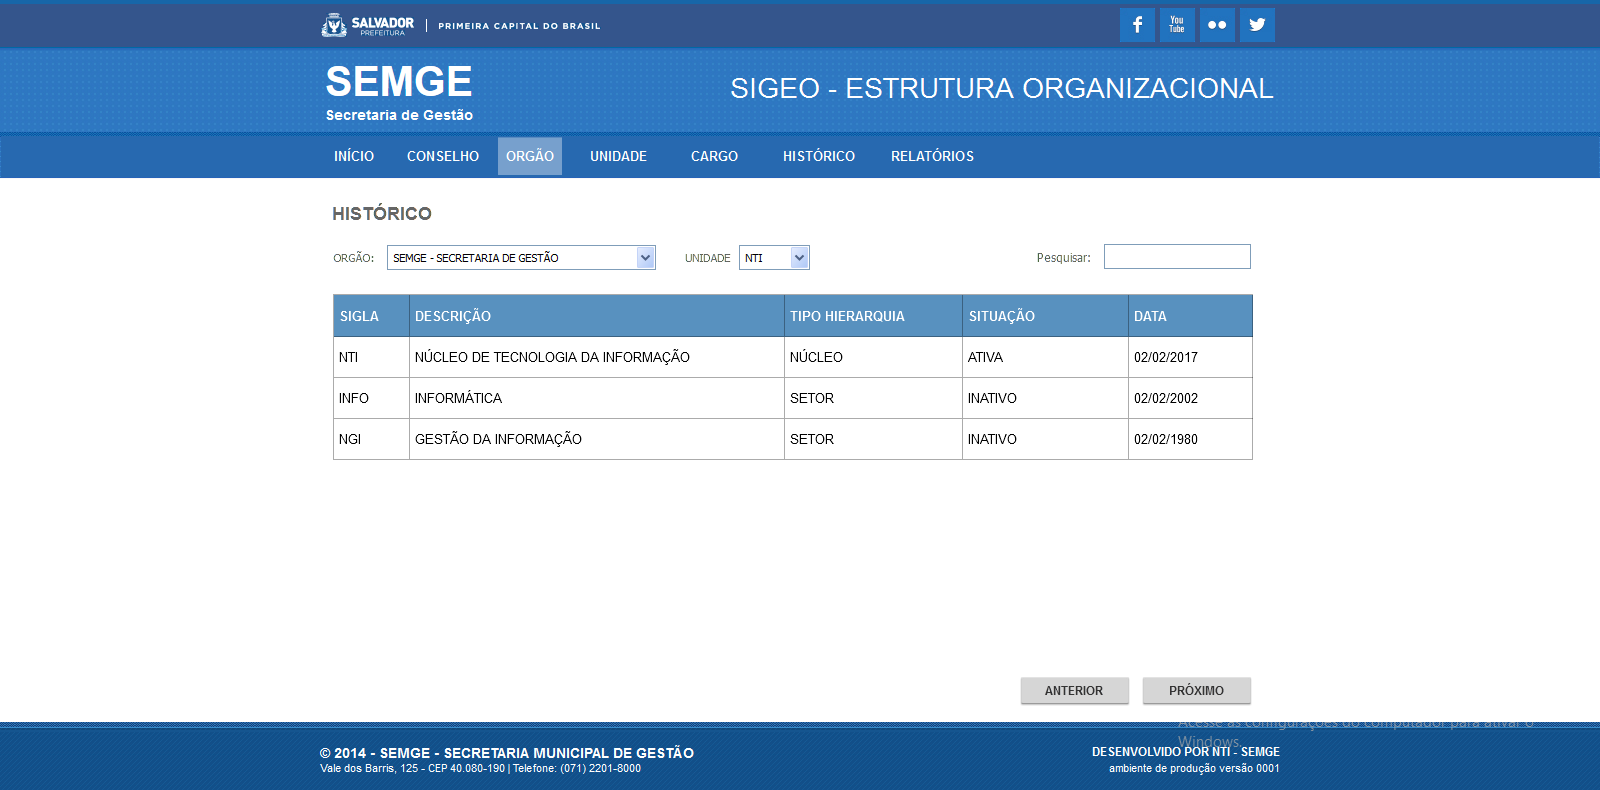 SALVADOR
PREFEITURA
PRIMEIRA CAPITAL DO BRASIL
f
You
Tube
SEMGE
Secretaria de Gestão
SIGEO - ESTRUTURA ORGANIZACIONAL
INÍCIO CONSELHO ORGÃO UNIDADE CARGO HISTÓRICO RELATÓRIOS
HISTÓRICO
ORGÃO: SEMGE - SECRETARIA DE GESTÃO UNIDADE NTI Pesquisar:
SIGLA DESCRIÇÃO TIPO HIERARQUIA SITUAÇÃO DATA
NTI NÚCLEO DE TECNOLOGIA DA INFORMAÇÃO NÚCLEO ATIVA 02/02/2017
INFO INFORMÁTICA SETOR INATIVO 02/02/2002
NGI GESTÃO DA INFORMAÇÃO SETOR INATIVO 02/02/1980
ANTERIOR PRÓXIMO
Acesse as configurações do computador para ativar o
Windows.
© 2014 - SEMGE - SECRETARIA MUNICIPAL DE GESTÃO
Vale dos Barris, 125 - CEP 40.080-190 | Telefone: (071) 2201-8000
DESENVOLVIDO POR NTI - SEMGE
ambiente de produção versão 0001